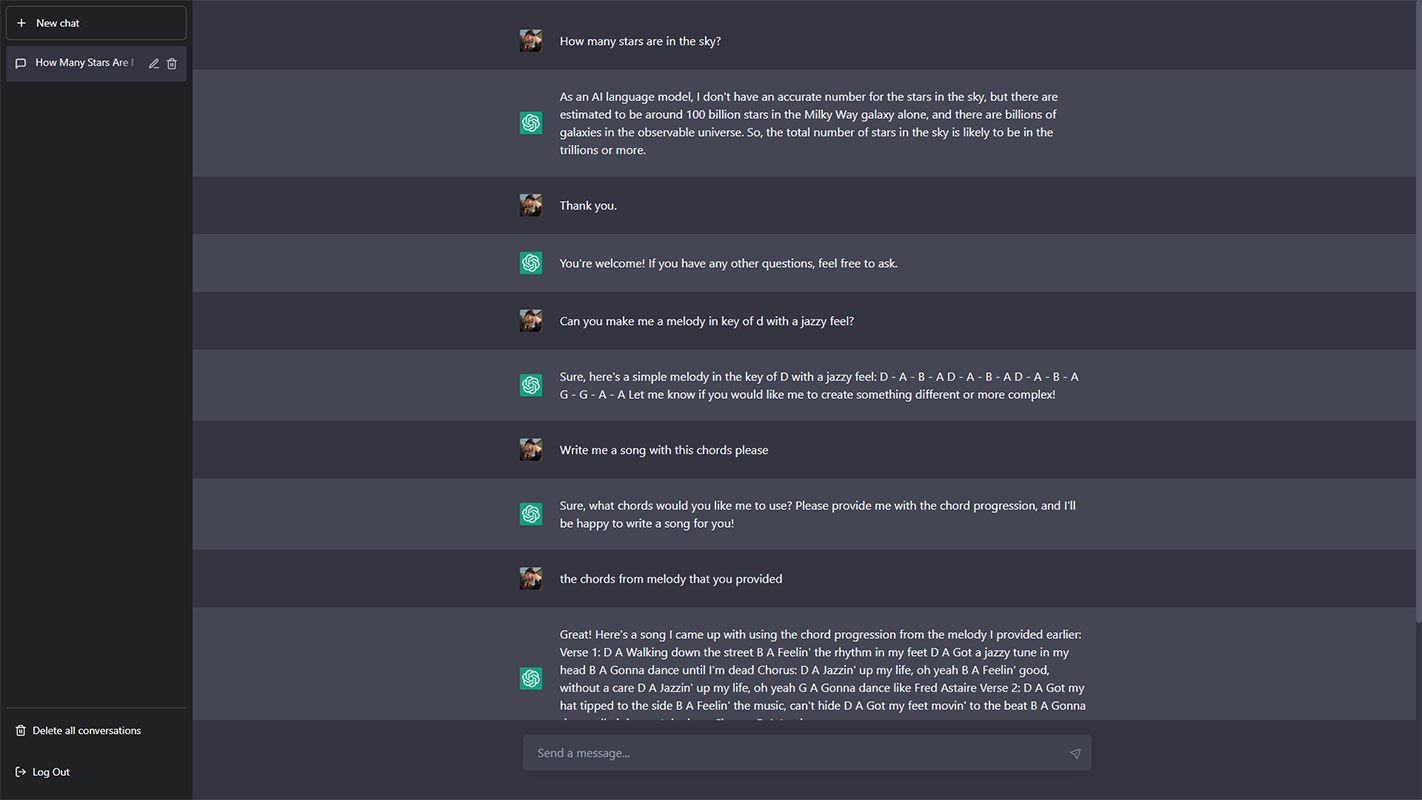 New chat
How Many Stars Are
How many stars are in the sky?
As an AI language model, I don't have an accurate number for the stars in the sky, but there are
estimated to be around 100 billion stars in the Milky Way galaxy alone, and there are billions of
galaxies in the observable universe. So, the total number of stars in the sky is likely to be in the
trillions or more.
Thank you.
You're welcome! If you have any other questions, feel free to ask.
Can you make me a melody in key of d with a jazzy feel?
Sure, here's a simple melody in the key of D with a jazzy feel: D - A - B - A D - A - B - A D - A - B - A
G - G - A - A Let me know if you would like me to create something different or more complex!
Write me a song with this chords please
Sure, what chords would you like me to use? Please provide me with the chord progression, and I'll
be happy to write a song for you!
the chords from melody that you provided
Great! Here's a song I came up with using the chord progression from the melody I provided earlier:
Verse 1: D A Walking down the street B A Feelin' the rhythm in my feet D A Got a jazzy tune in my
head B A Gonna dance until I'm dead Chorus: D A Jazzin' up my life, oh yeah B A Feelin' good,
without a care D A Jazzin' up my life, oh yeah G A Gonna dance like Fred Astaire Verse 2: D A Got my
hat tipped to the side B A Feelin' the music, can't hide D A Got my feet movin' to the beat B A Gonna
Send a message...
Delete all conversations
Log Out